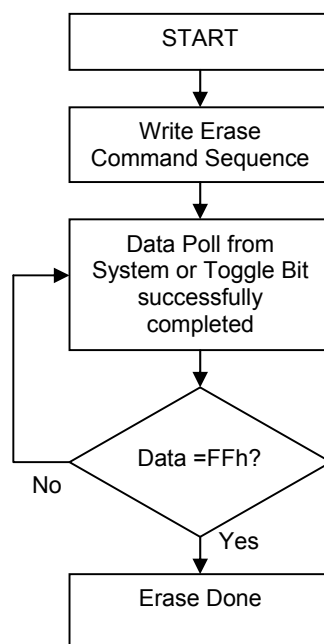 START
Write Erase
Command Sequence
Data Poll from
System or Toggle Bit
successfully
completed
Data =FFh?
No
Yes
Erase Done